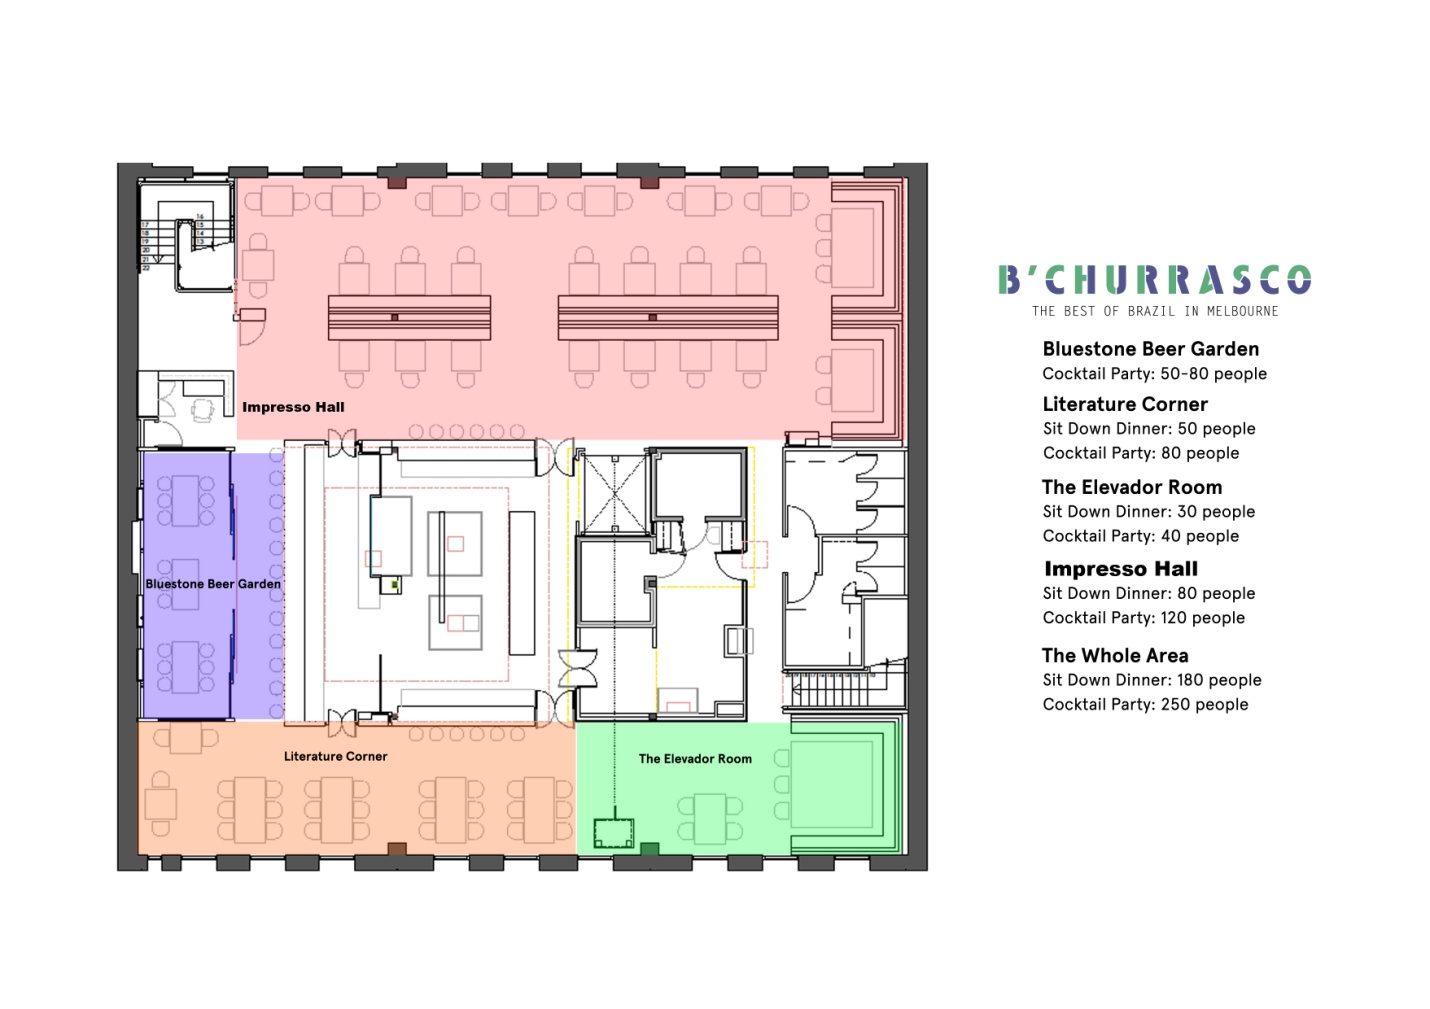 16
17
15
18
14
19
13
20
21
22
Impresso Hall
Bluestone Beer Garden
Literature Corner
The Elevador Room
B'CHURRASCO
THE BEST OF BRAZIL IN MELBOURNE
Bluestone Beer Garden
Cocktail Party: 50-80 people
Literature Corner
Sit Down Dinner: 50 people
Cocktail Party: 80 people
The Elevador Room
Sit Down Dinner: 30 people
Cocktail Party: 40 people
Impresso Hall
Sit Down Dinner: 80 people
Cocktail Party: 120 people
The Whole Area
Sit Down Dinner: 180 people
Cocktail Party: 250 people